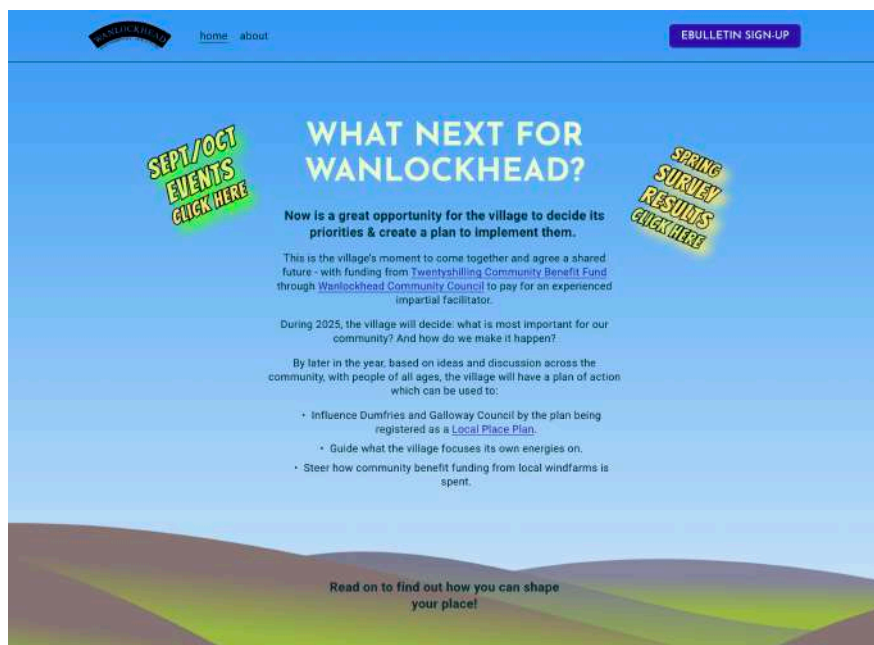 WANLOCKHEAD
home about
EBULLETIN SIGN-UP
SEPT/OCT
EVENTS
CLICK HERE
WHAT NEXT FOR
WANLOCKHEAD?
SPRING
SURVEY
RESULTS
CLICK HERE
Now is a great opportunity for the village to decide its
priorities & create a plan to implement them.
This is the village's moment to come together and agree a shared
future - with funding from Twentyshilling Community Benefit Fund
through Wanlockhead Community Council to pay for an experienced
impartial facilitator.
During 2025, the village will decide: what is most important for our
community? And how do we make it happen?
By later in the year, based on ideas and discussion across the
community, with people of all ages, the village will have a plan of action
which can be used to:
• Influence Dumfries and Galloway Council by the plan being
registered as a Local Place Plan.
• Guide what the village focuses its own energies on.
• Steer how community benefit funding from local windfarms is
spent.
Read on to find out how you can shape
your place!